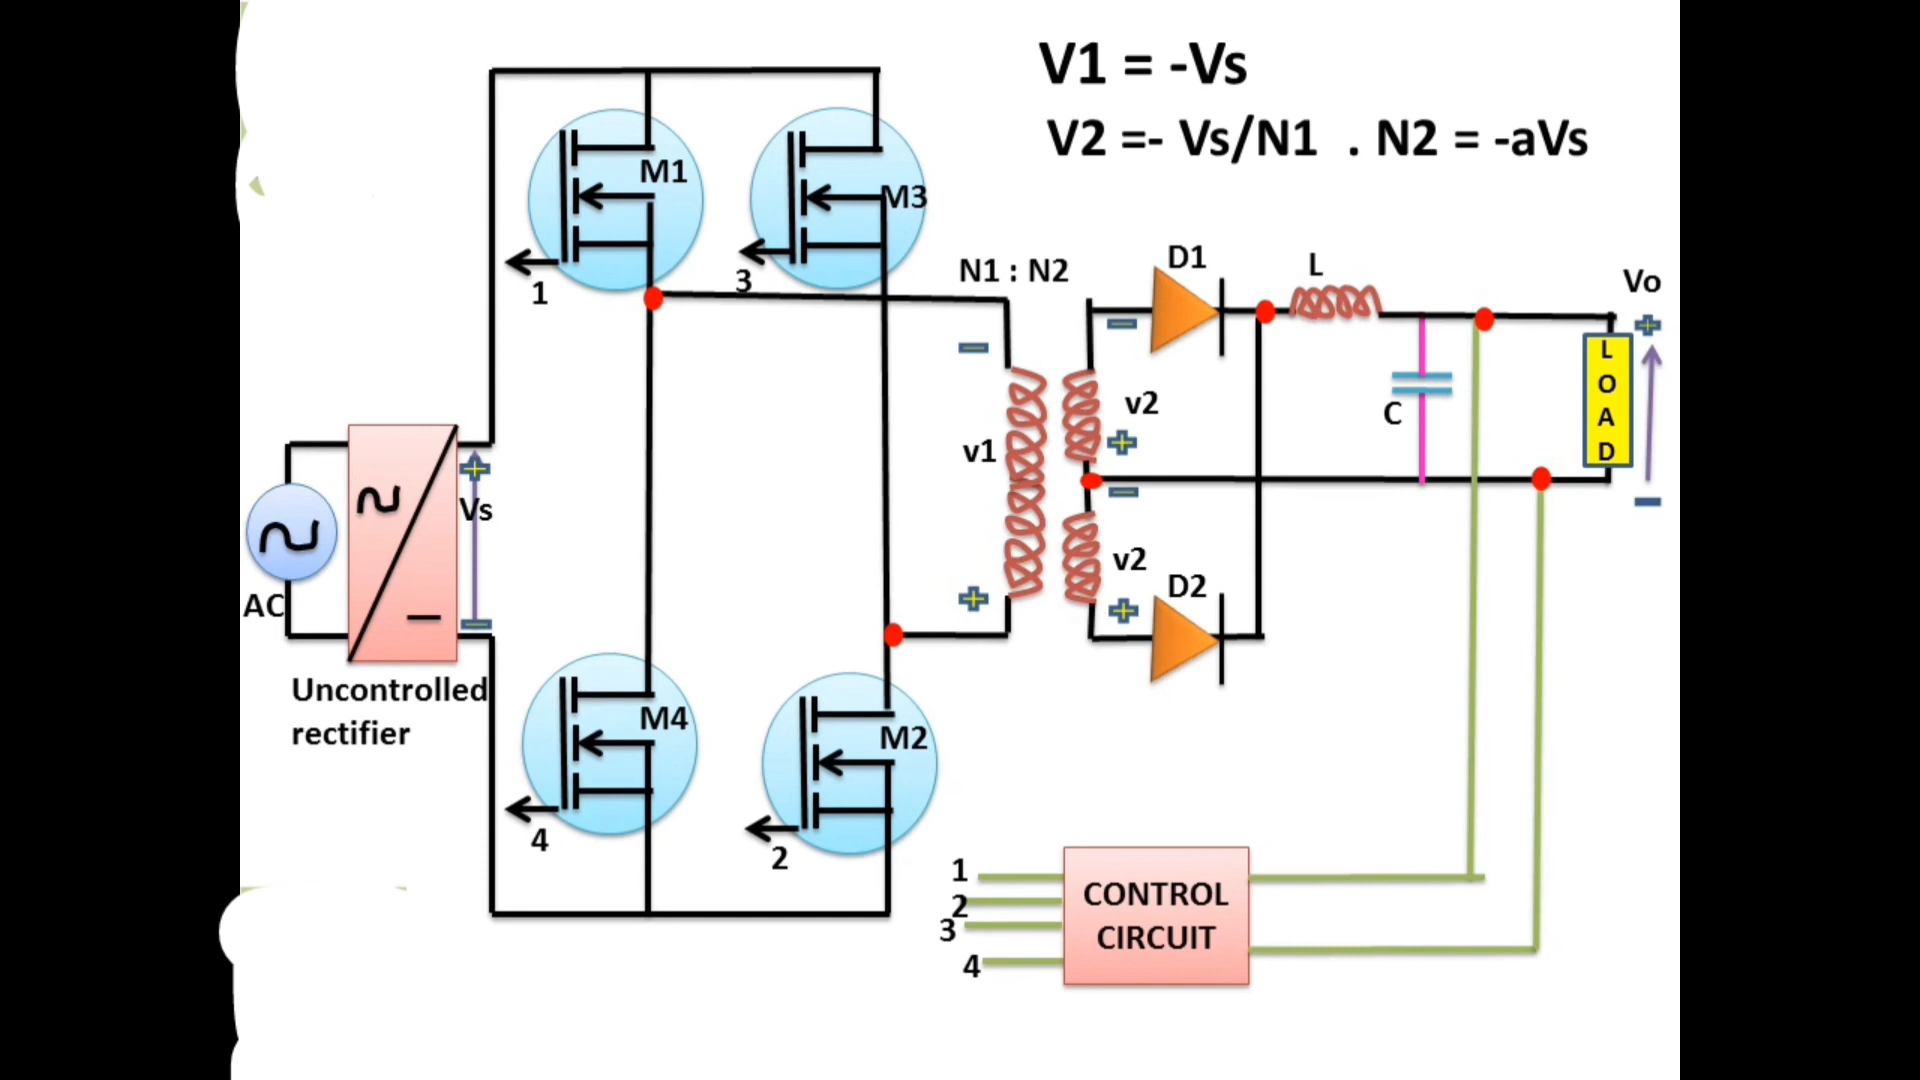 V1 = -Vs
V2 =- Vs/N1 . N2 = -aVs
M1
M3
1
3
N1 : N2
D1
L
Vo
+
v1
v2
+
C
L
O
A
D
+
Vs
AC
v2
+
+
D2
Uncontrolled
rectifier
M4
M2
4
2
1
2
3
4
CONTROL
CIRCUIT